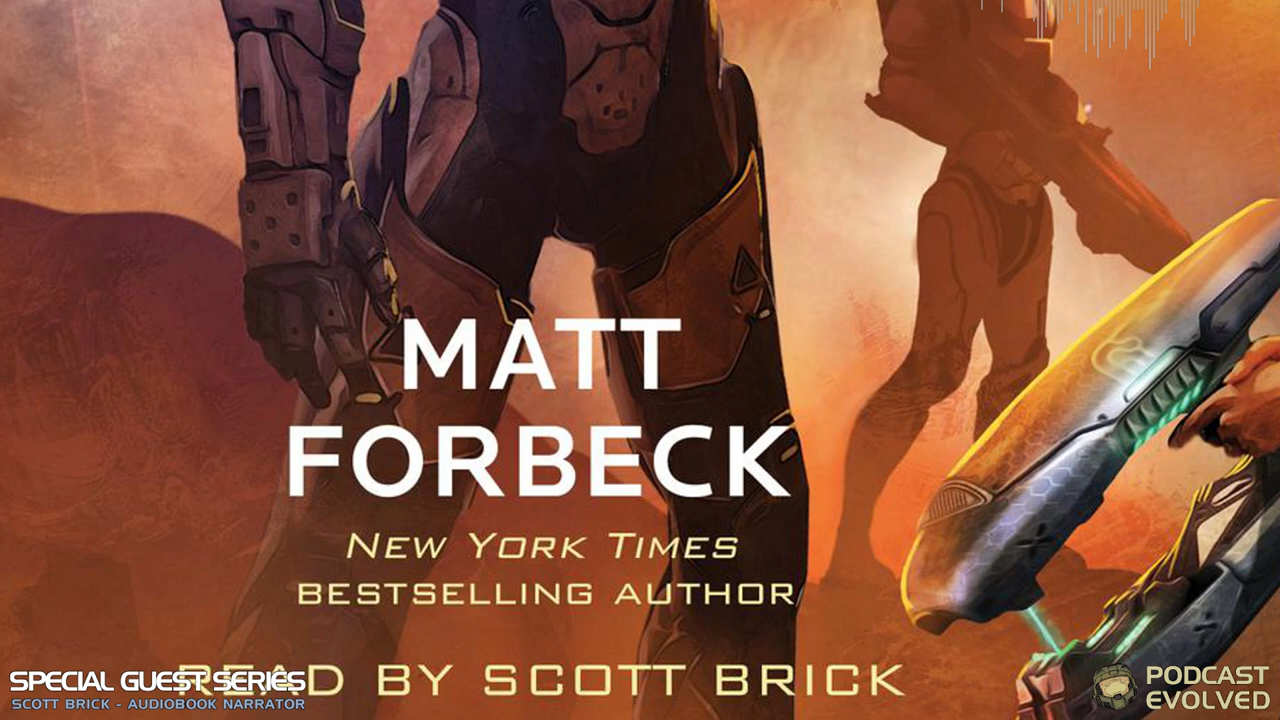 MATT
FORBECK
NEW YORK TIMES
BESTSELLING AUTHOR
READ BY SCOTT BRICK
SPECIAL GUEST SERIES
SCOTT BRICK - AUDIOBOOK NARRATOR
PODCAST
EVOLVED